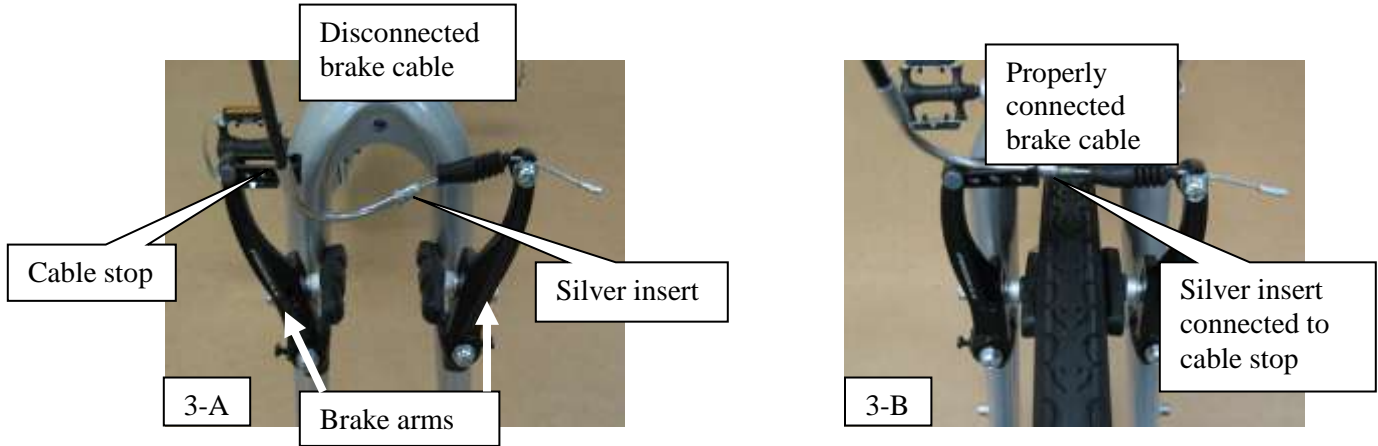 Disconnected
brake cable
Cable stop
Silver insert
3-A
Brake arms
Properly
connected
brake cable
Silver insert
connected to
cable stop
3-B